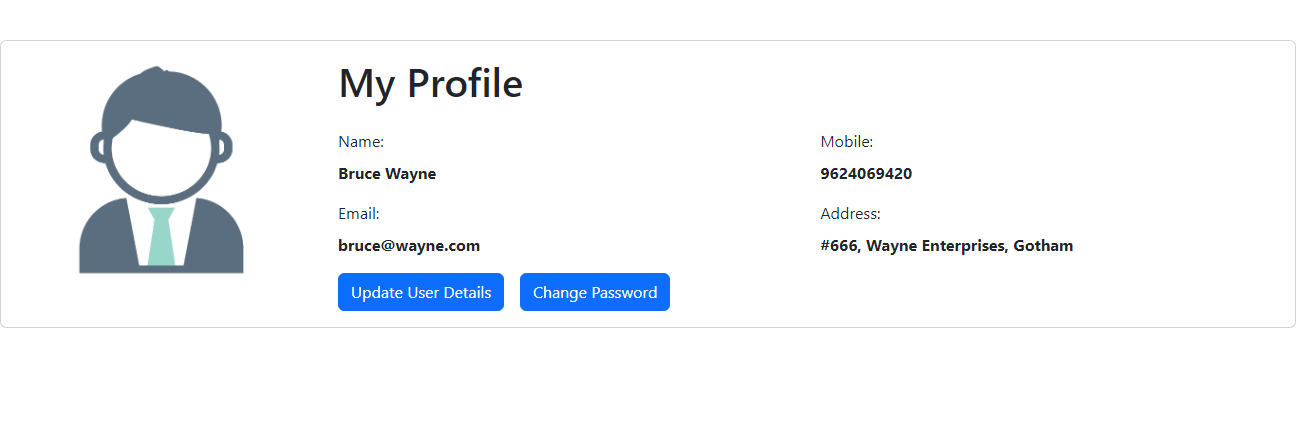 My Profile
Name:
Mobile:
Bruce Wayne
9624069420
Email:
Address:
bruce@wayne.com
#666, Wayne Enterprises, Gotham
Update User Details
Change Password